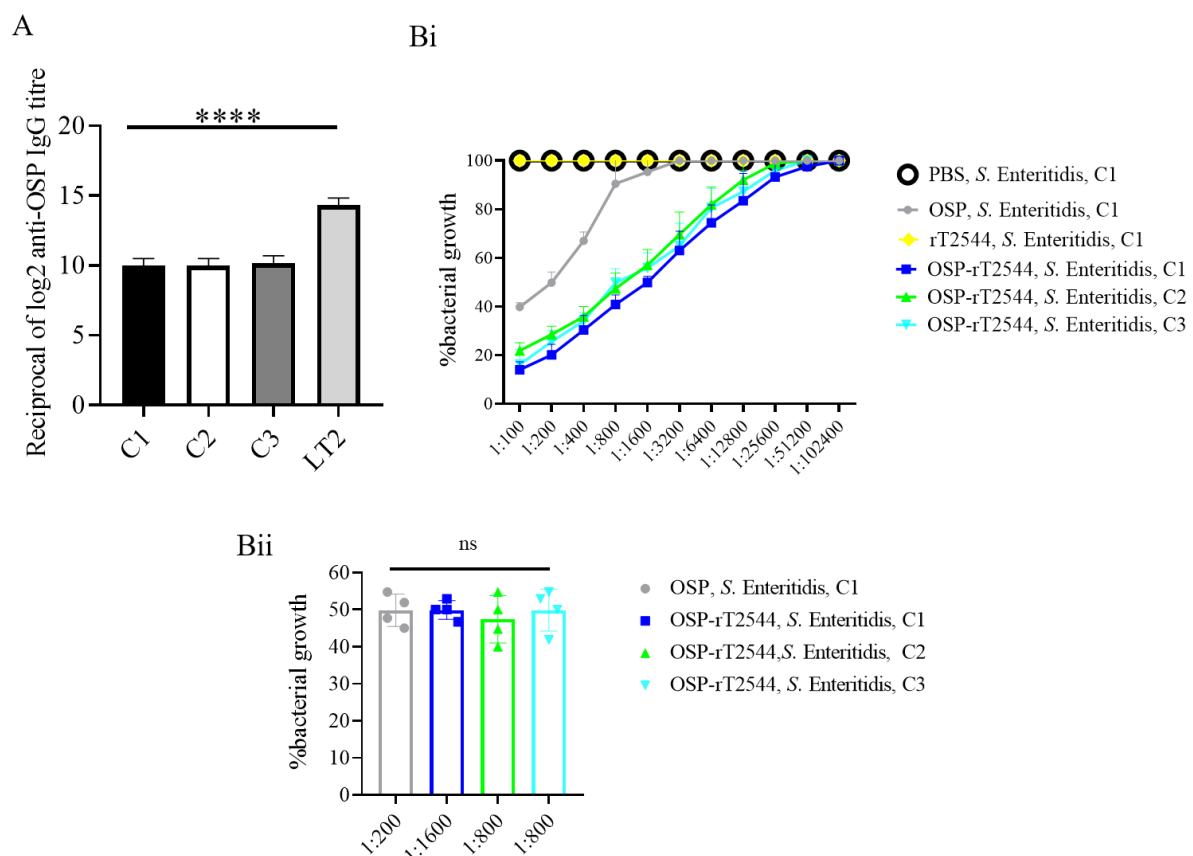 A
Reciprocal of log2 anti-OSP IgG titre
20
15
10
5
0
****
C1
C2
C3
LT2
Bi
%bacterial growth
100
80
60
40
20
0
1:100
1:200
1:400
1:800
1:1600
1:3200
1:6400
1:12800
1:25600
1:51200
1:102400
PBS, S. Enteritidis, C1
OSP, S. Enteritidis, C1
rT2544, S. Enteritidis, C1
OSP-rT2544, S. Enteritidis, C1
OSP-rT2544, S. Enteritidis, C2
OSP-rT2544, S. Enteritidis, C3
Bii
%bacterial growth
60
50
40
30
20
10
0
ns
1:200
1:1600
1:800
1:800
OSP, S. Enteritidis, C1
OSP-rT2544, S. Enteritidis, C1
OSP-rT2544,S. Enteritidis, C2
OSP-rT2544, S. Enteritidis, C3